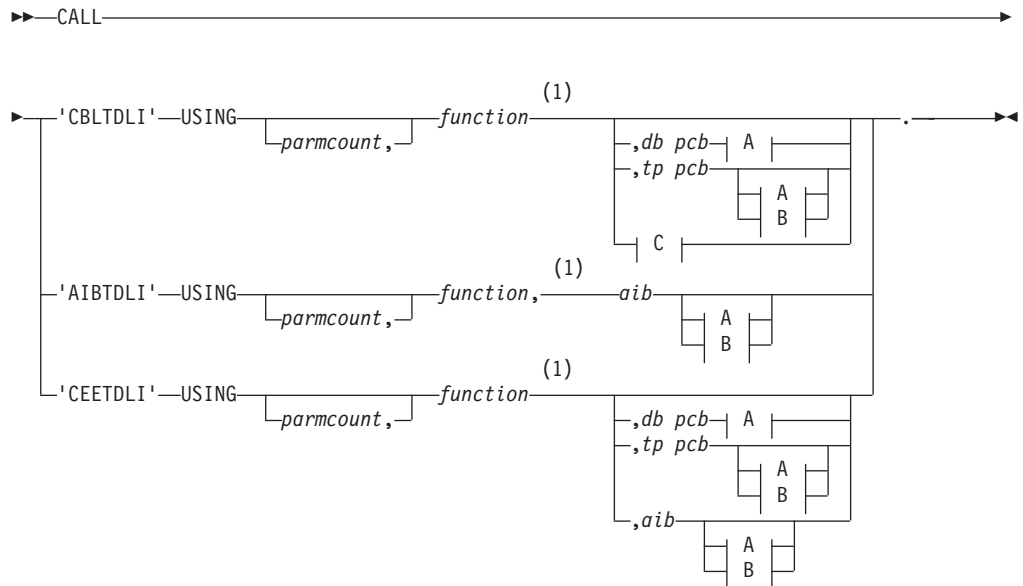 CALL
(1)
'CBLTDLI' USING function .
parmcount, ,db pcb A
,tp pcb
A
B
C
(1)
'AIBTDLI' USING function, aib
parmcount, A
B
(1)
'CEETDLI' USING function
parmcount, ,db pcb A
,tp pcb
A
B
,aib
A
B